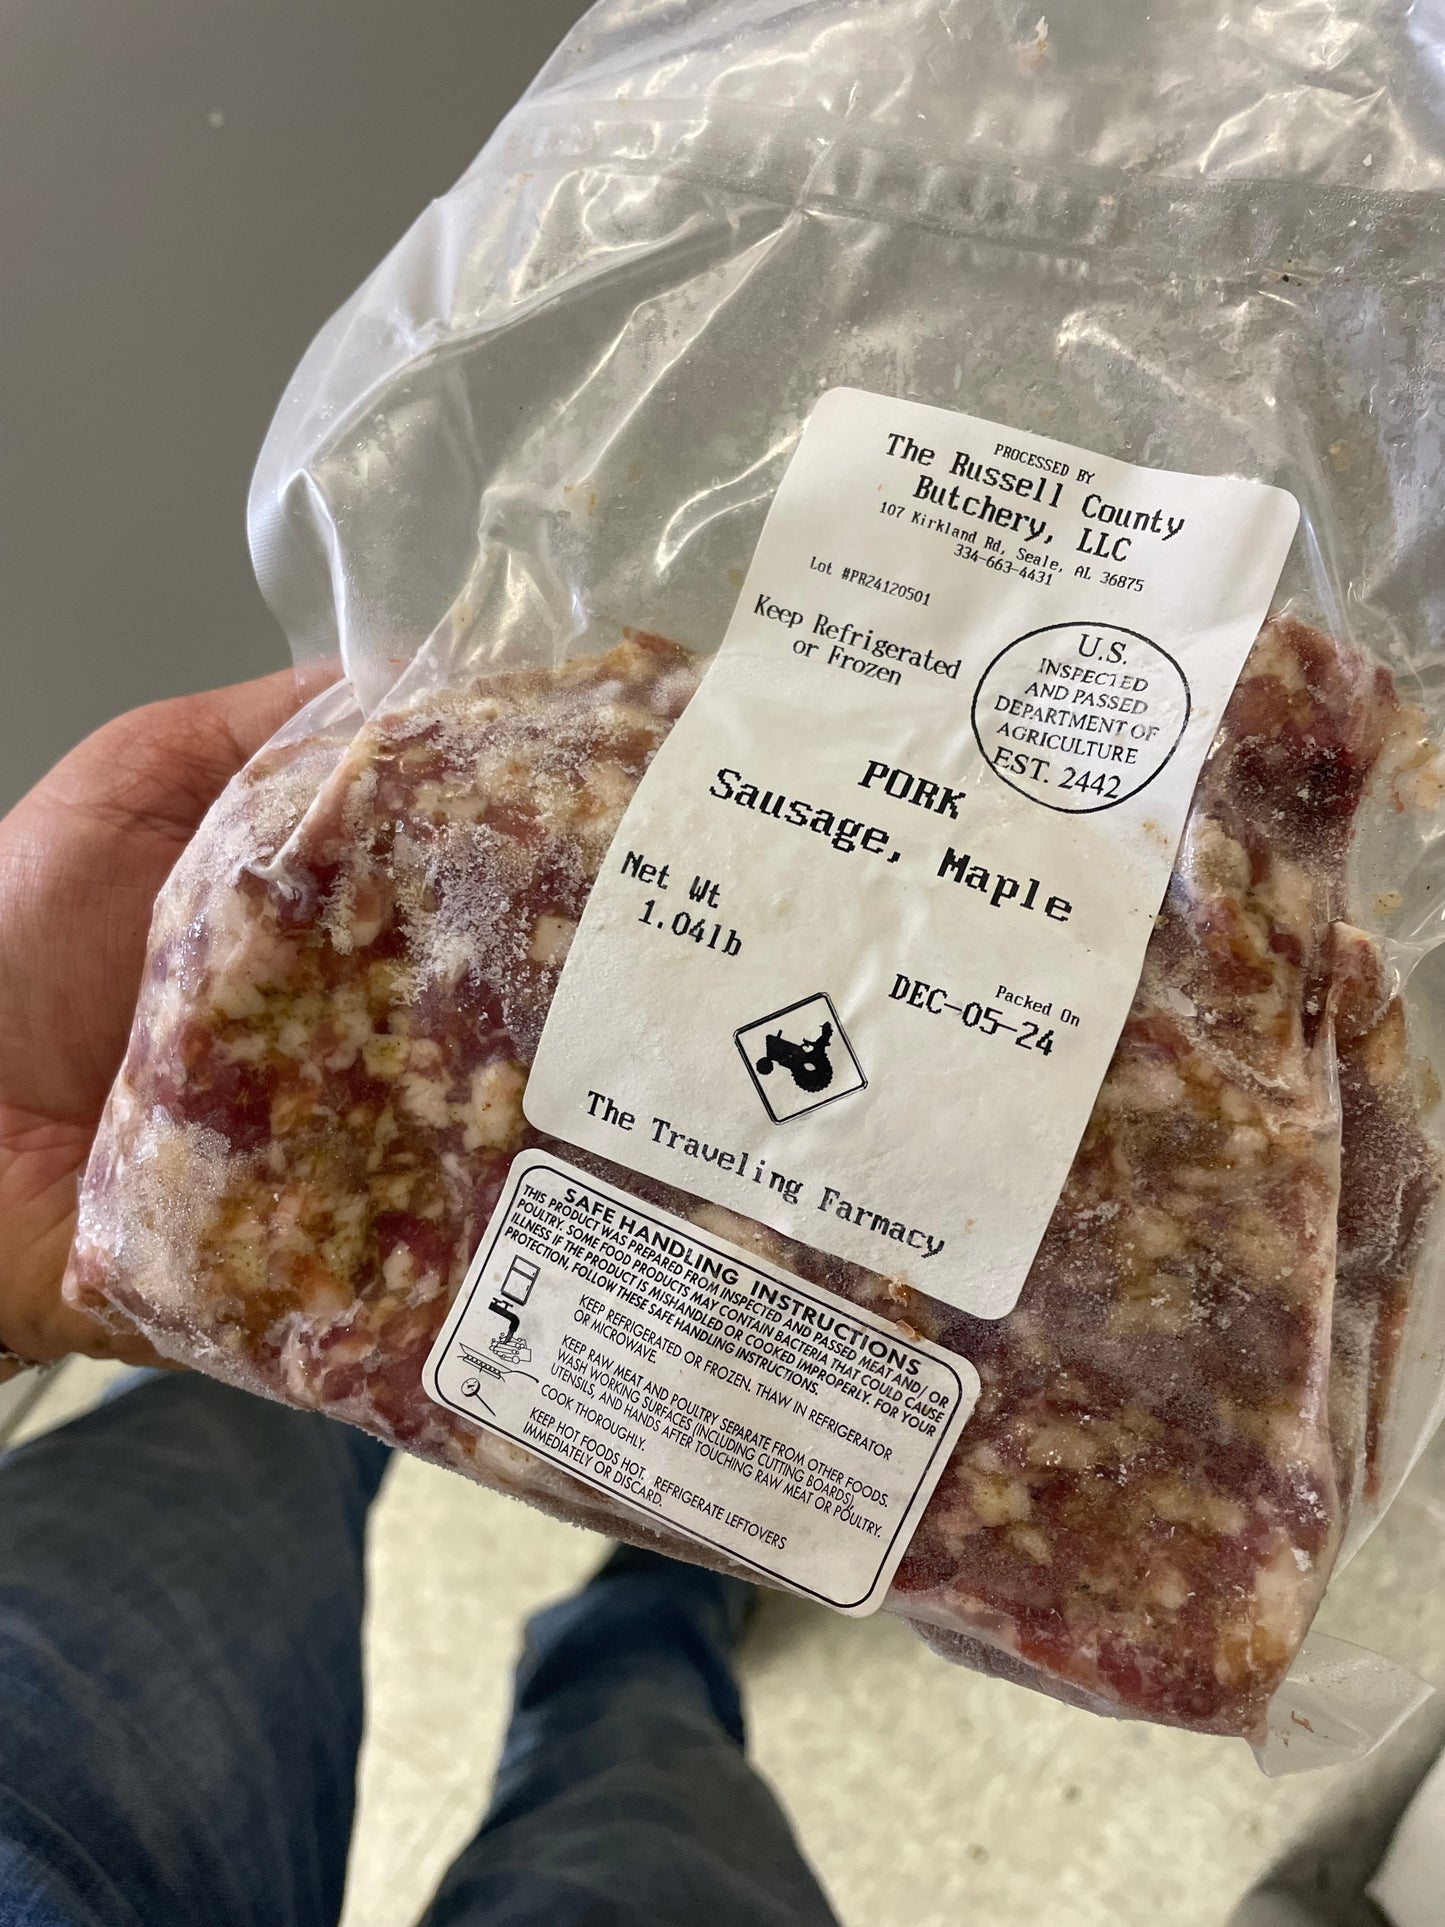 PROCESSED BY
The Russell County
Butchery, LLC
107 Kirkland Rd, Seale, AL 36875
334-663-4431
Lot #PR24120501
Keep Refrigerated
or Frozen
U.S.
INSPECTED
AND PASSED
DEPARTMENT OF
AGRICULTURE
EST. 2442
PORK
Sausage, Maple
Net Wt
1.04lb
Packed On
DEC-05-24
The Traveling Farmacy
SAFE HANDLING INSTRUCTIONS
THIS PRODUCT WAS PREPARED FROM INSPECTED AND PASSED MEAT AND/OR
POULTRY. SOME FOOD PRODUCTS MAY CONTAIN BACTERIA THAT COULD CAUSE
ILLNESS IF THE PRODUCT IS MISHANDLED OR COOKED IMPROPERLY. FOR YOUR
PROTECTION, FOLLOW THESE SAFE HANDLING INSTRUCTIONS.
KEEP REFRIGERATED OR FROZEN. THAW IN REFRIGERATOR
OR MICROWAVE.
KEEP RAW MEAT AND POULTRY SEPARATE FROM OTHER FOODS.
WASH WORKING SURFACES (INCLUDING CUTTING BOARDS),
UTENSILS, AND HANDS AFTER TOUCHING RAW MEAT OR POULTRY.
COOK THOROUGHLY.
KEEP HOT FOODS HOT. REFRIGERATE LEFTOVERS
IMMEDIATELY OR DISCARD.